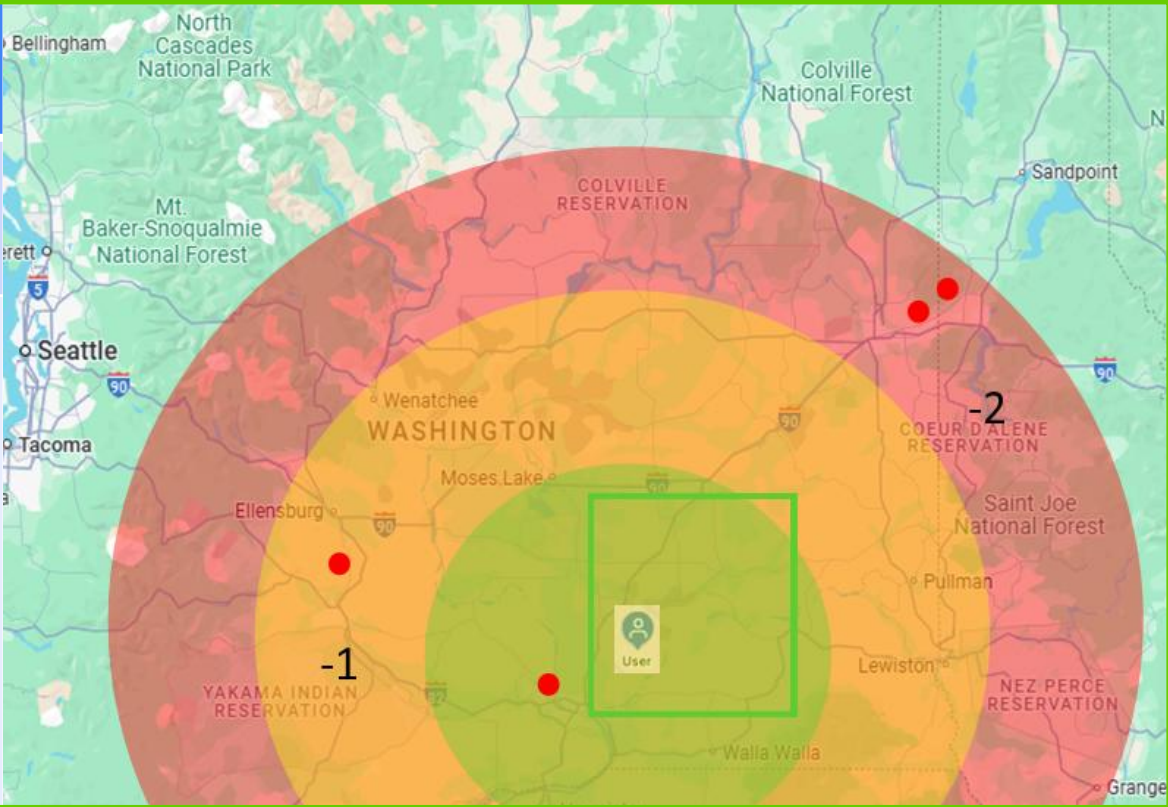 North
Cascades
National Park
Bellingham
Colville
National Forest
N
Sandpoint
COLVILLE
RESERVATION
Mt.
Baker-Snoqualmie
National Forest
erett
5
Seattle
90
90
Wenatchee
WASHINGTON
90
-2
COEUR D'ALENE
RESERVATION
Tacoma
Moses Lake
90
Ellensburg
90
Saint Joe
National Forest
a
Pullman
User
-1
Lewiston
YAKAMA INDIAN
RESERVATION
82
NEZ PERCE
RESERVATION
Walla Walla
Grange